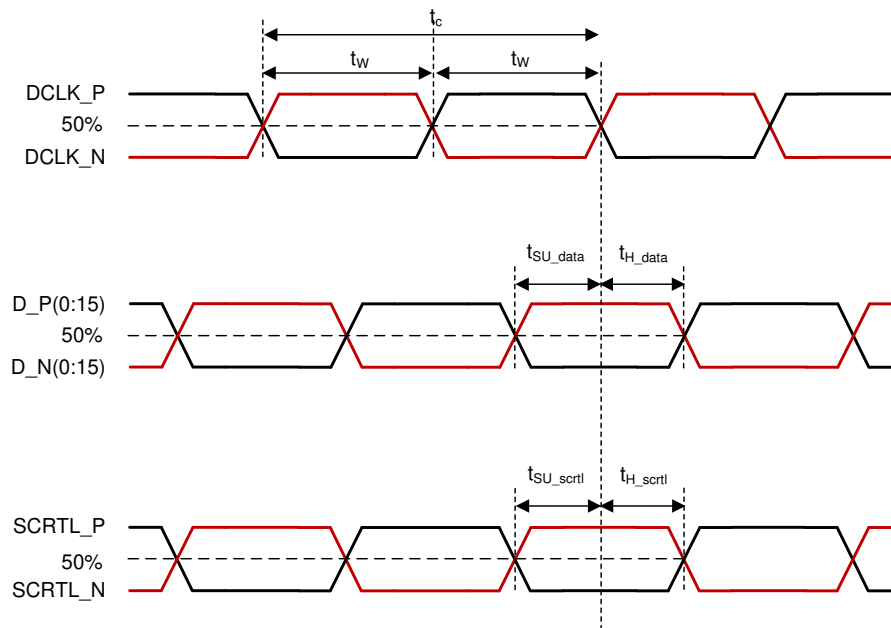 tc
tW tW
DCLK_P
50%
DCLK_N
tSU_data tH_data
D_P(0:15)
50%
D_N(0:15)
tSU_scrtl tH_scrtl
SCRTL_P
50%
SCRTL_N